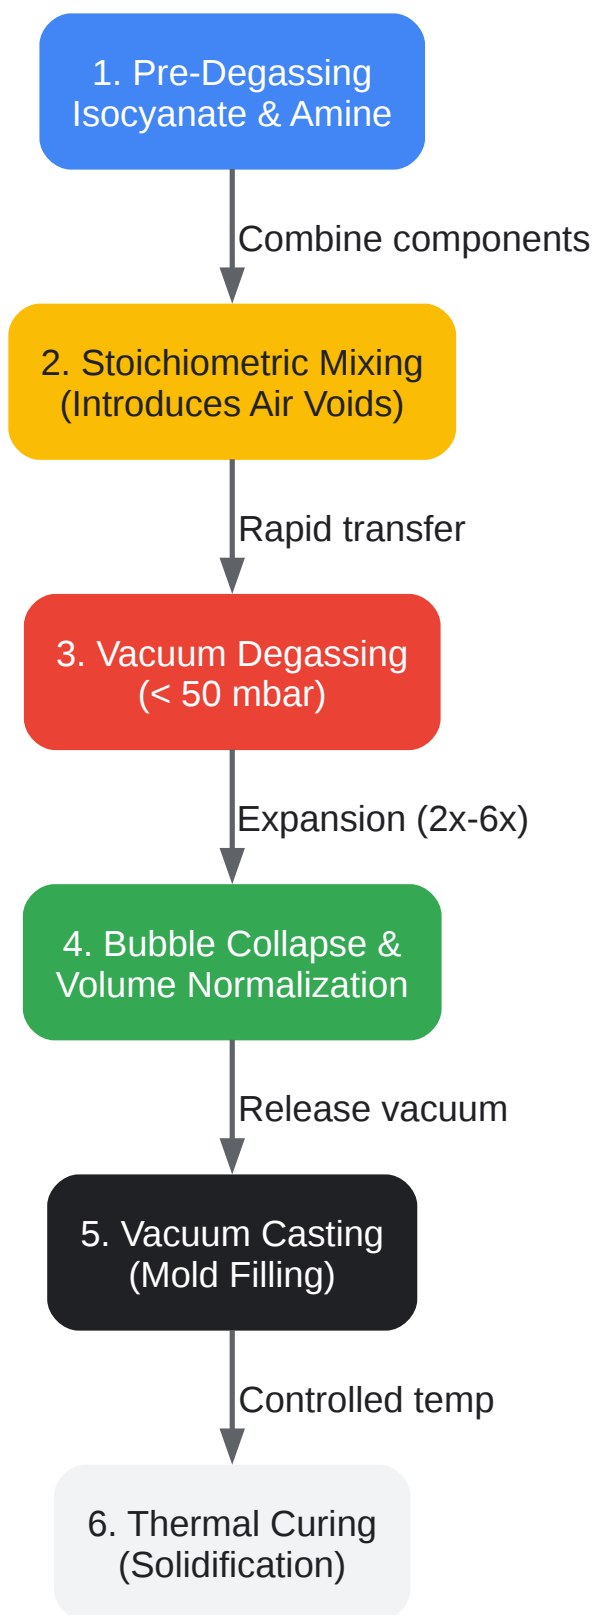 1. Pre-Degassing
Isocyanate & Amine
Combine components
2. Stoichiometric Mixing
(Introduces Air Voids)
Rapid transfer
3. Vacuum Degassing
(< 50 mbar)
Expansion (2x-6x)
4. Bubble Collapse &
Volume Normalization
Release vacuum
5. Vacuum Casting
(Mold Filling)
Controlled temp
6. Thermal Curing
(Solidification)